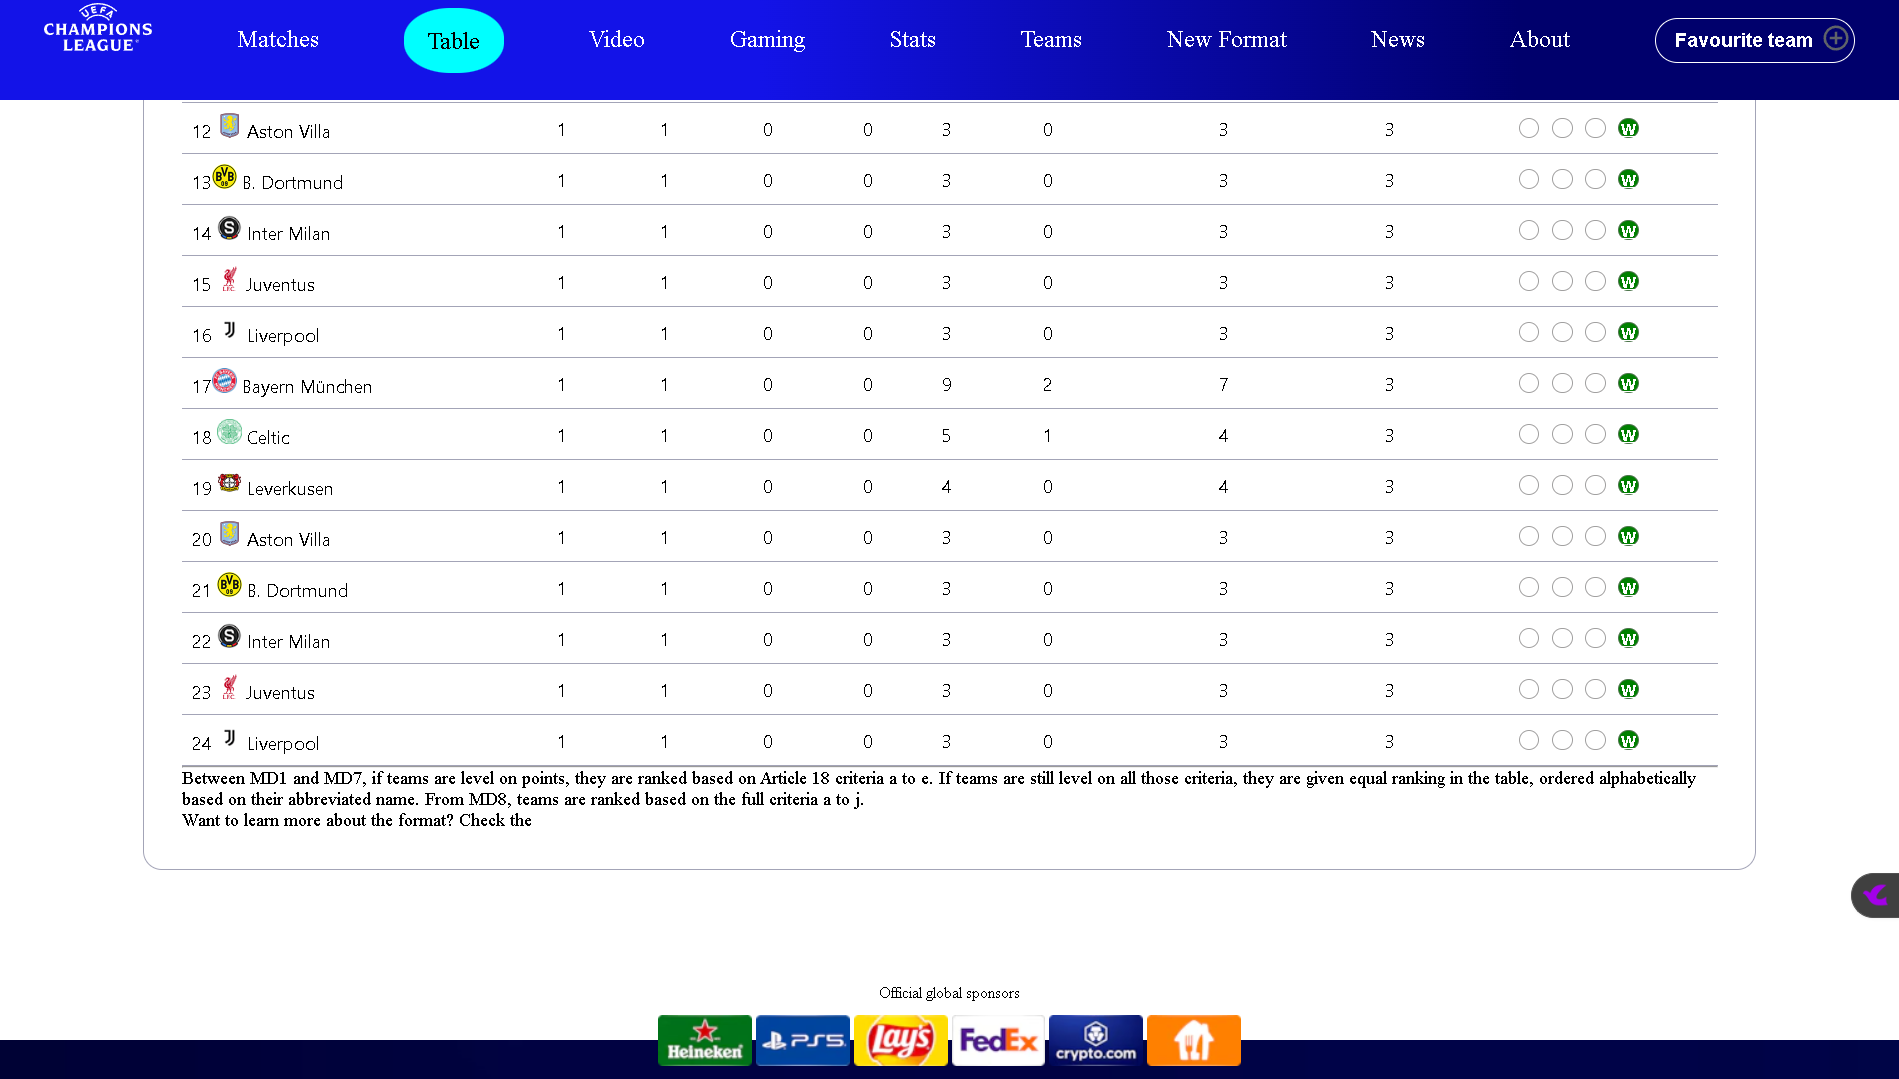 UEFA
CHAMPIONS
LEAGUE
Matches Table Video Gaming Stats Teams New Format News About Favourite team
12 Aston Villa 1 1 0 0 3 0 3 3 W
13 BVB 09 B. Dortmund 1 1 0 0 3 0 3 3 W
14 S Inter Milan 1 1 0 0 3 0 3 3 W
15 LFC Juventus 1 1 0 0 3 0 3 3 W
16 Liverpool 1 1 0 0 3 0 3 3 W
17 Bayern München 1 1 0 0 9 2 7 3 W
18 Celtic 1 1 0 0 5 1 4 3 W
19 Leverkusen 1 1 0 0 4 0 4 3 W
20 Aston Villa 1 1 0 0 3 0 3 3 W
21 BVB 09 B. Dortmund 1 1 0 0 3 0 3 3 W
22 S Inter Milan 1 1 0 0 3 0 3 3 W
23 LFC Juventus 1 1 0 0 3 0 3 3 W
24 Liverpool 1 1 0 0 3 0 3 3 W
Between MD1 and MD7, if teams are level on points, they are ranked based on Article 18 criteria a to e. If teams are still level on all those criteria, they are given equal ranking in the table, ordered alphabetically
based on their abbreviated name. From MD8, teams are ranked based on the full criteria a to j.
Want to learn more about the format? Check the
Official global sponsors
Heineken PS5 Lay's FedEx crypto.com